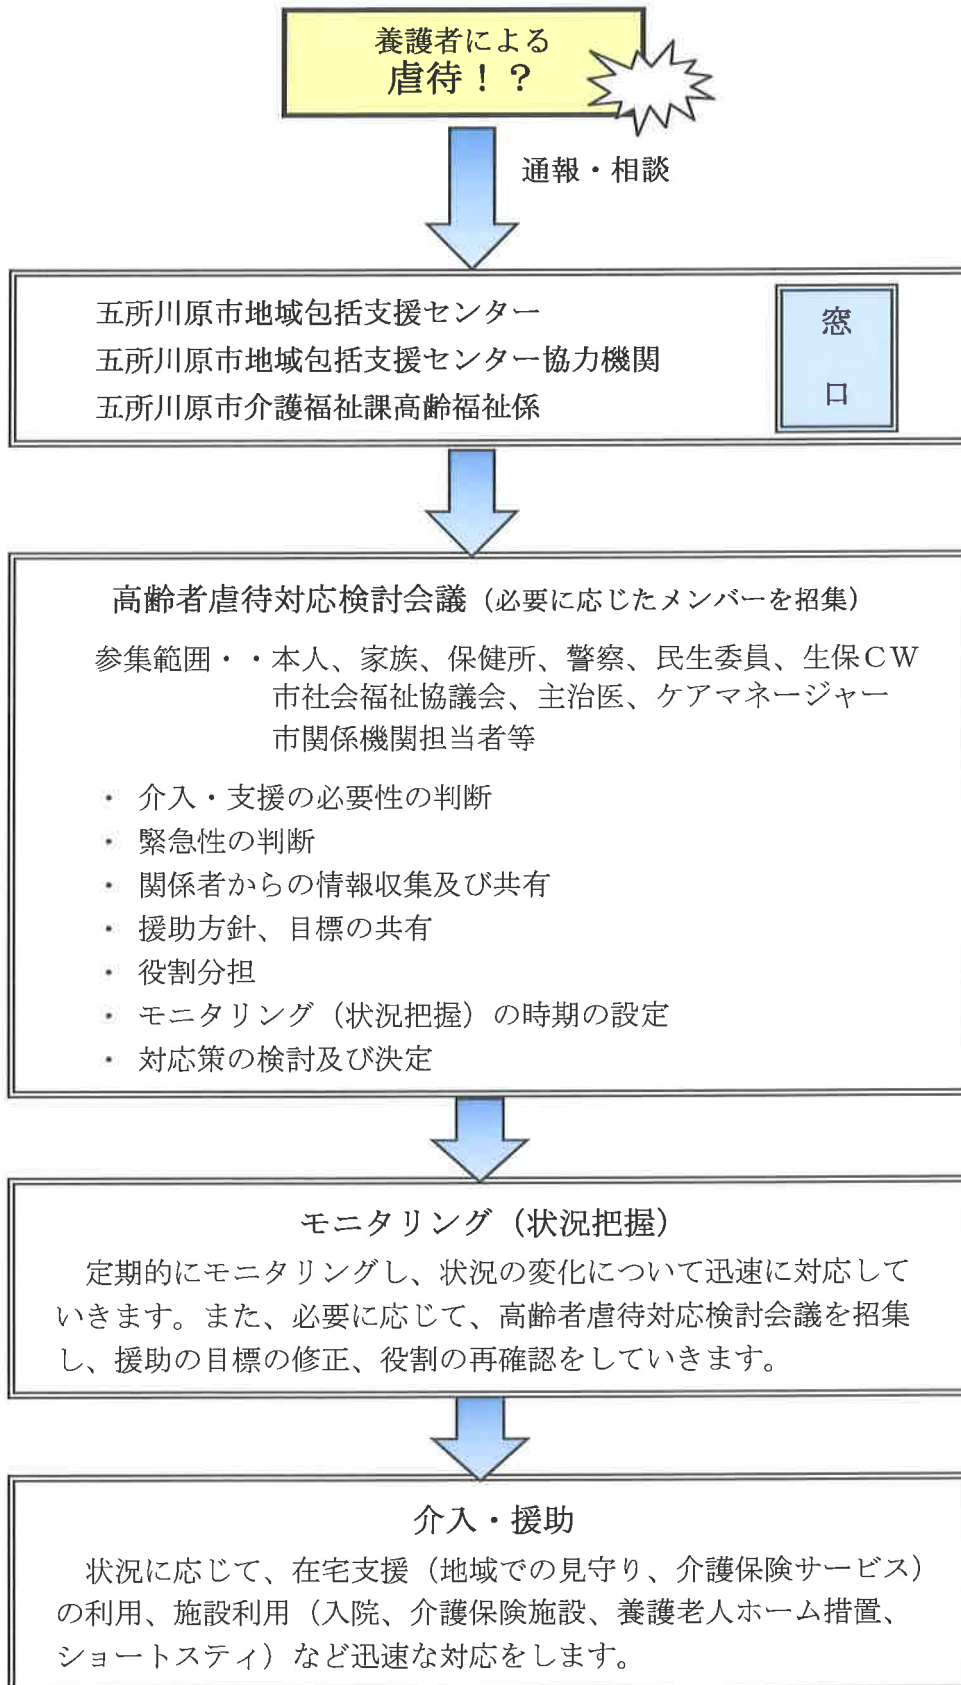 養護者による
虐待！？
通報・相談
五所川原市地域包括支援センター
五所川原市地域包括支援センター協力機関
五所川原市介護福祉課高齢福祉係
窓
口
高齢者虐待対応検討会議（必要に応じたメンバーを招集）
参集範囲・・本人、家族、保健所、警察、民生委員、生保ＣＷ
市社会福祉協議会、主治医、ケアマネージャー
市関係機関担当者等
・ 介入・支援の必要性の判断
・ 緊急性の判断
・ 関係者からの情報収集及び共有
・ 援助方針、目標の共有
・ 役割分担
・ モニタリング（状況把握）の時期の設定
・ 対応策の検討及び決定
モニタリング（状況把握）
定期的にモニタリングし、状況の変化について迅速に対応して
いきます。また、必要に応じて、高齢者虐待対応検討会議を招集
し、援助の目標の修正、役割の再確認をしていきます。
介入・援助
状況に応じて、在宅支援（地域での見守り、介護保険サービス）
の利用、施設利用（入院、介護保険施設、養護老人ホーム措置、
ショートスティ）など迅速な対応をします。